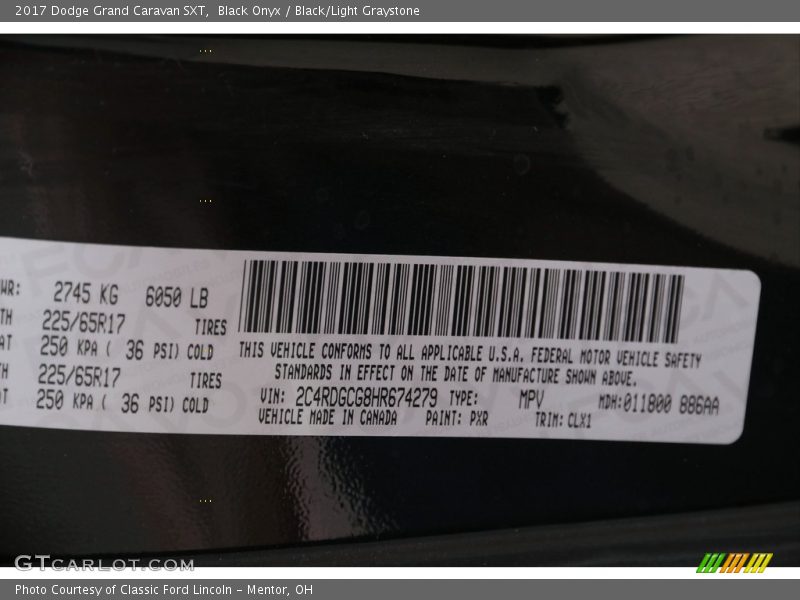 2017 Dodge Grand Caravan SXT,  Black Onyx / Black/Light Graystone
WR: 2745 KG 6050 LB
TH 225/65R17 TIRES
AT 250 KPA ( 36 PSI) COLD
TH 225/65R17 TIRES
AT 250 KPA ( 36 PSI) COLD
THIS VEHICLE CONFORMS TO ALL APPLICABLE U.S.A. FEDERAL MOTOR VEHICLE SAFETY
STANDARDS IN EFFECT ON THE DATE OF MANUFACTURE SHOWN ABOVE.
VIN: 2C4RDGCG8HR674279 TYPE: MPV MDH:011800 886AA
VEHICLE MADE IN CANADA PAINT: PXR TRIM: CLX1
GTCARLOT.COM
Photo Courtesy of Classic Ford Lincoln - Mentor, OH